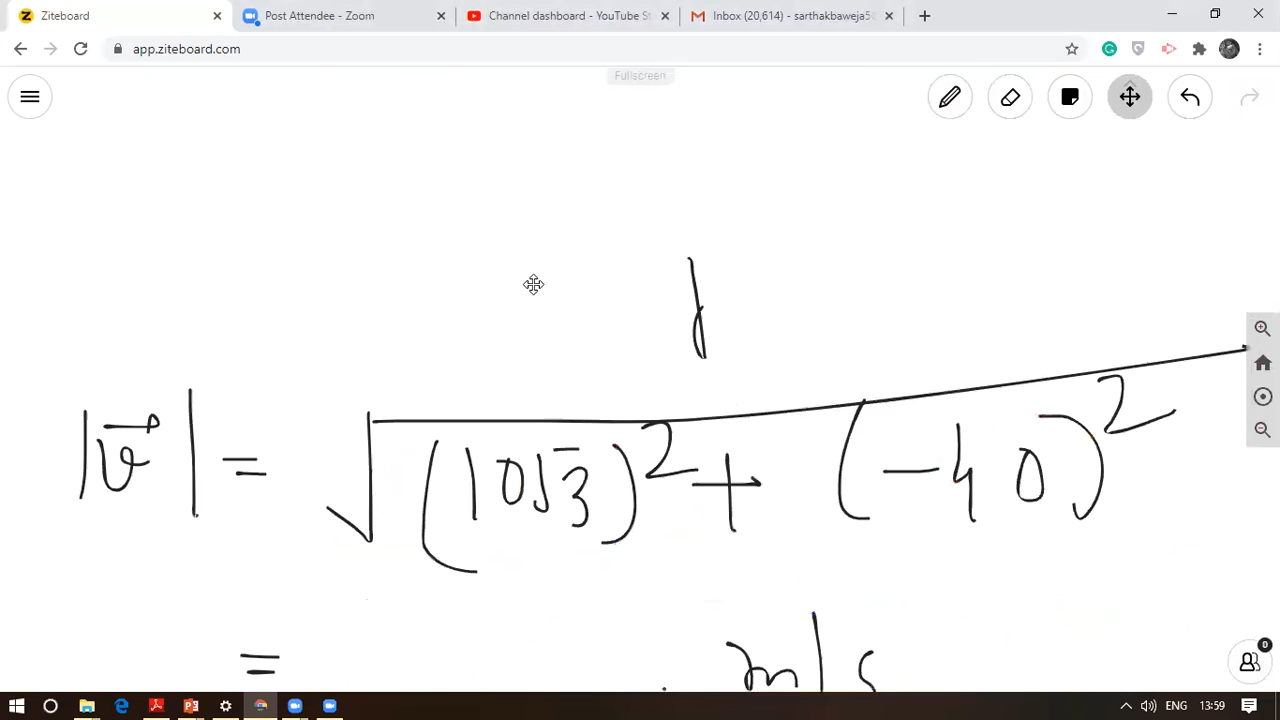 Ziteboard
Post Attendee - Zoom
Channel dashboard - YouTube S
Inbox (20,614) - sarthakbaweja5
app.ziteboard.com
Fullscreen
|v⃗| = √(10√3)² + (-40)²
= m/s
0
ENG 13:59